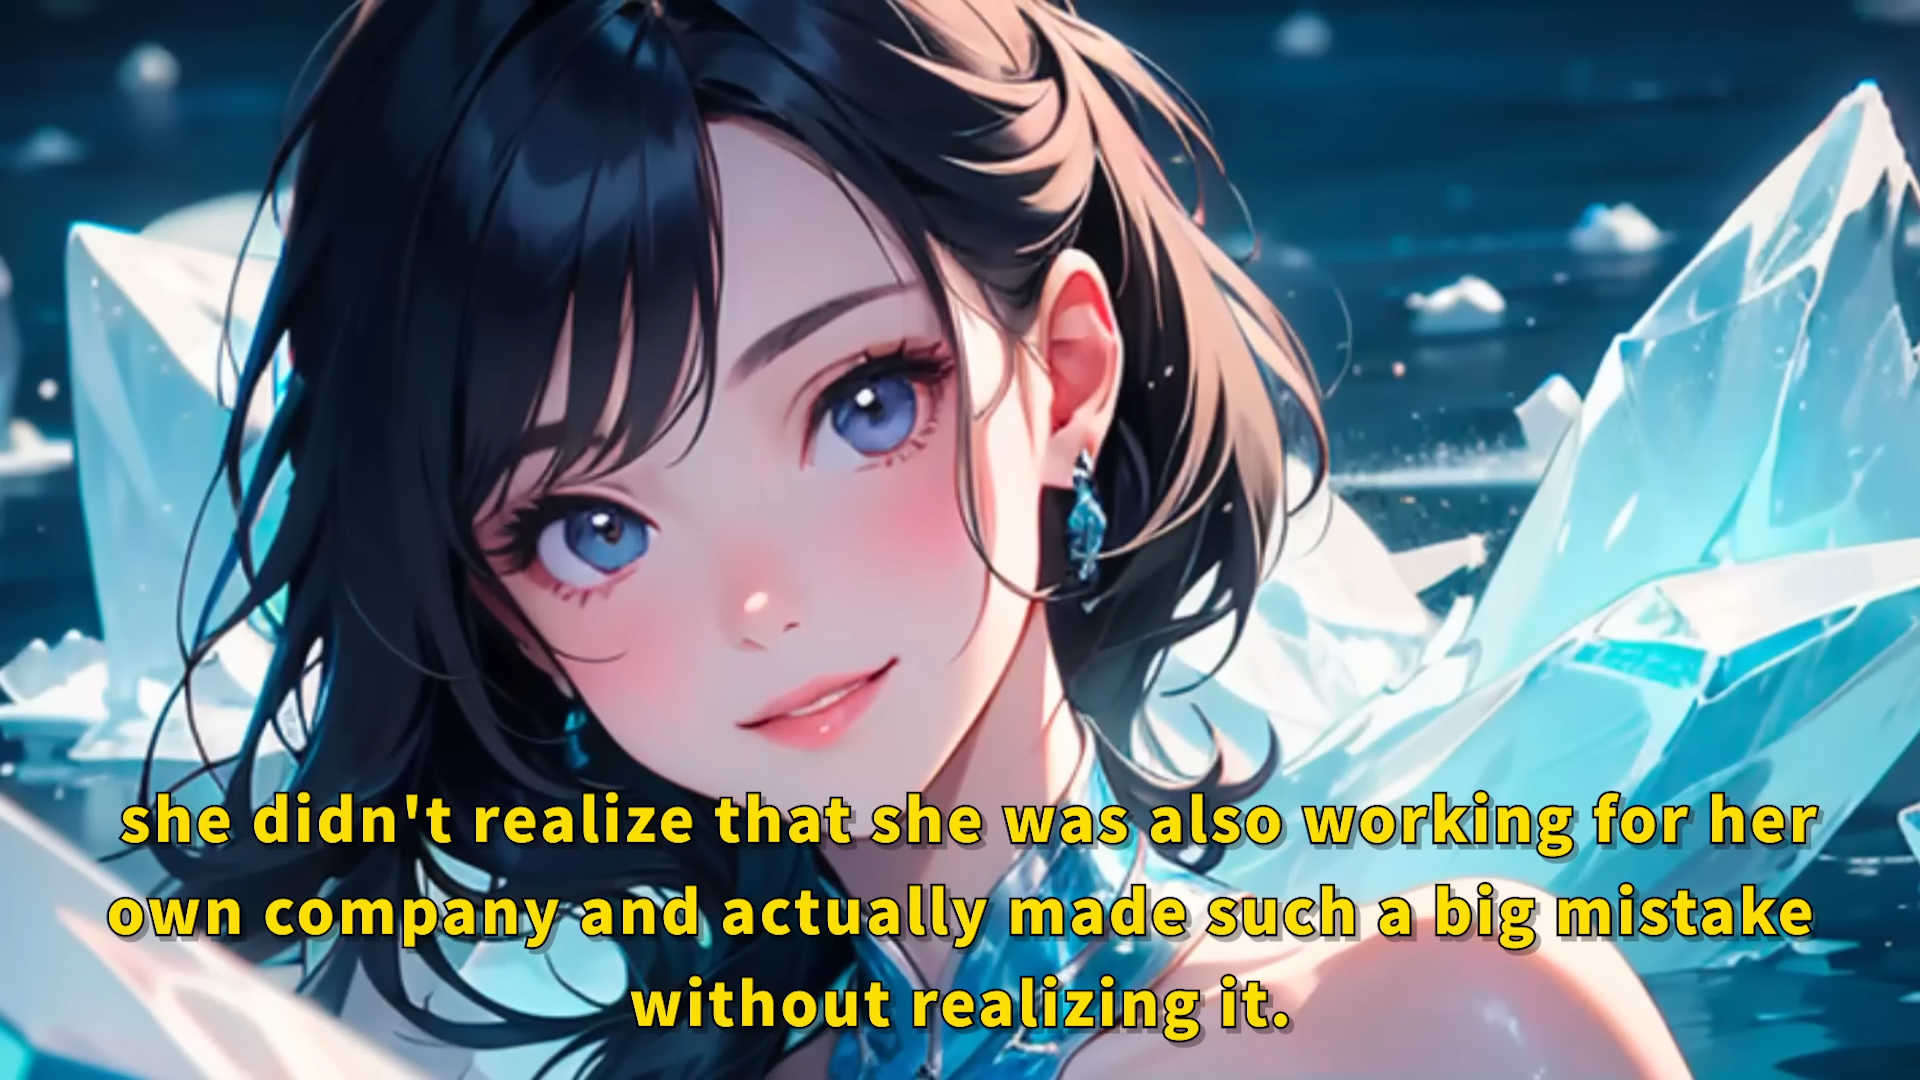 she didn't realize that she was also working for her
own company and actually made such a big mistake
without realizing it.